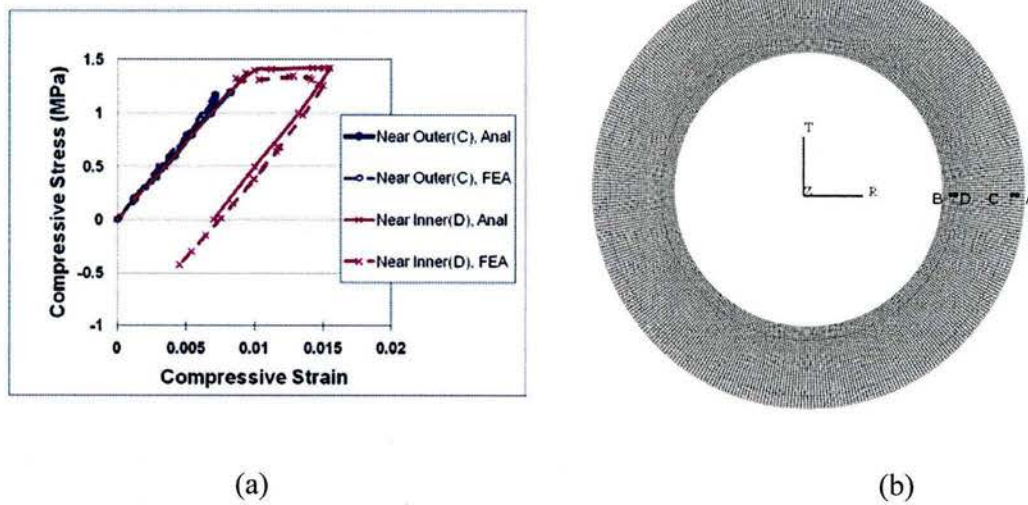 Compressive Stress (MPa)
1.5
1
0.5
0
-0.5
-1
0
0.005
0.01
0.015
0.02
Compressive Strain
Near Outer(C), Anal
Near Outer(C), FEA
Near Inner(D), Anal
Near Inner(D), FEA
T
Z
R
B D C A
(a)
(b)